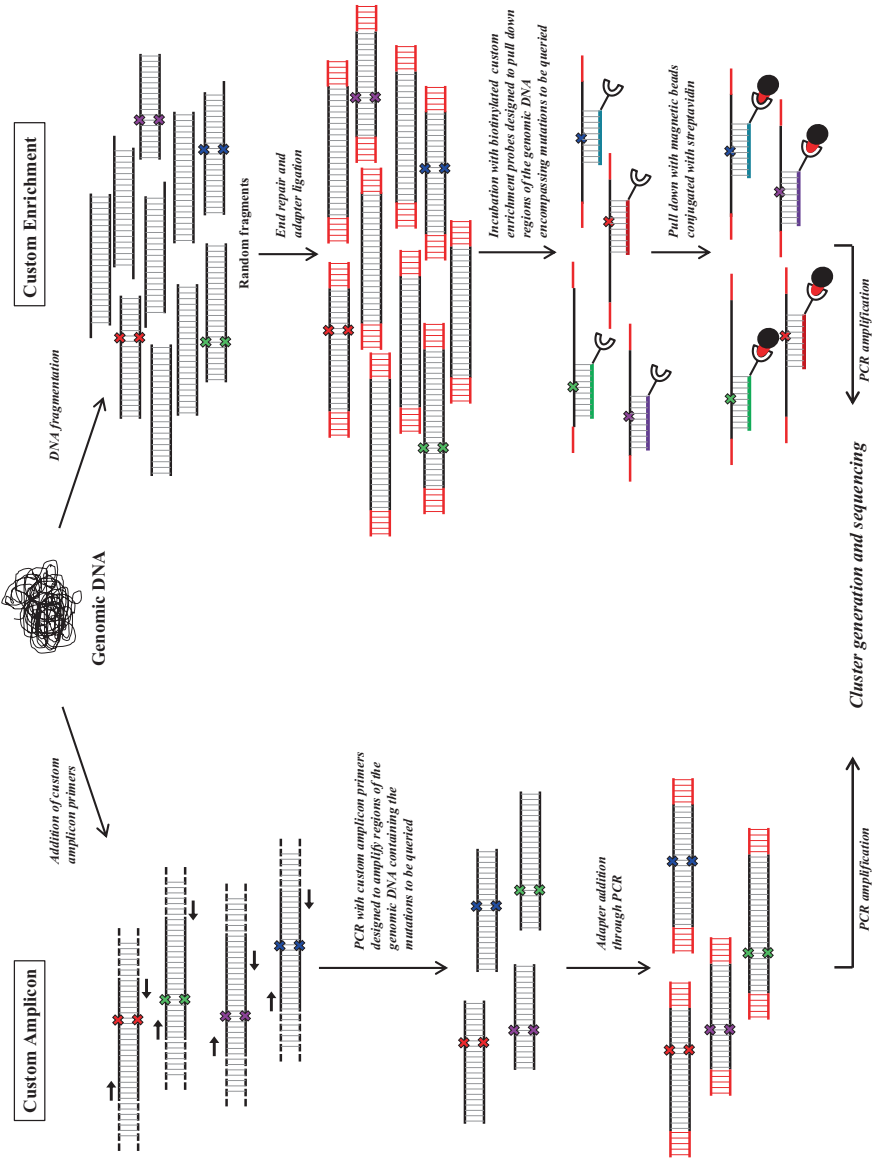 Genomic DNA
Custom Amplicon
Addition of custom
amplicon primers
PCR with custom amplicon primers
designed to amplify regions of the
genomic DNA containing the
mutations to be queried
Adapter addition
through PCR
PCR amplification
Custom Enrichment
DNA fragmentation
Random fragments
End repair and
adapter ligation
Incubation with biotinylated custom
enrichment probes designed to pull down
regions of the genomic DNA
encompassing mutations to be queried
Pull down with magnetic beads
conjugated with streptavidin
PCR amplification
Cluster generation and sequencing